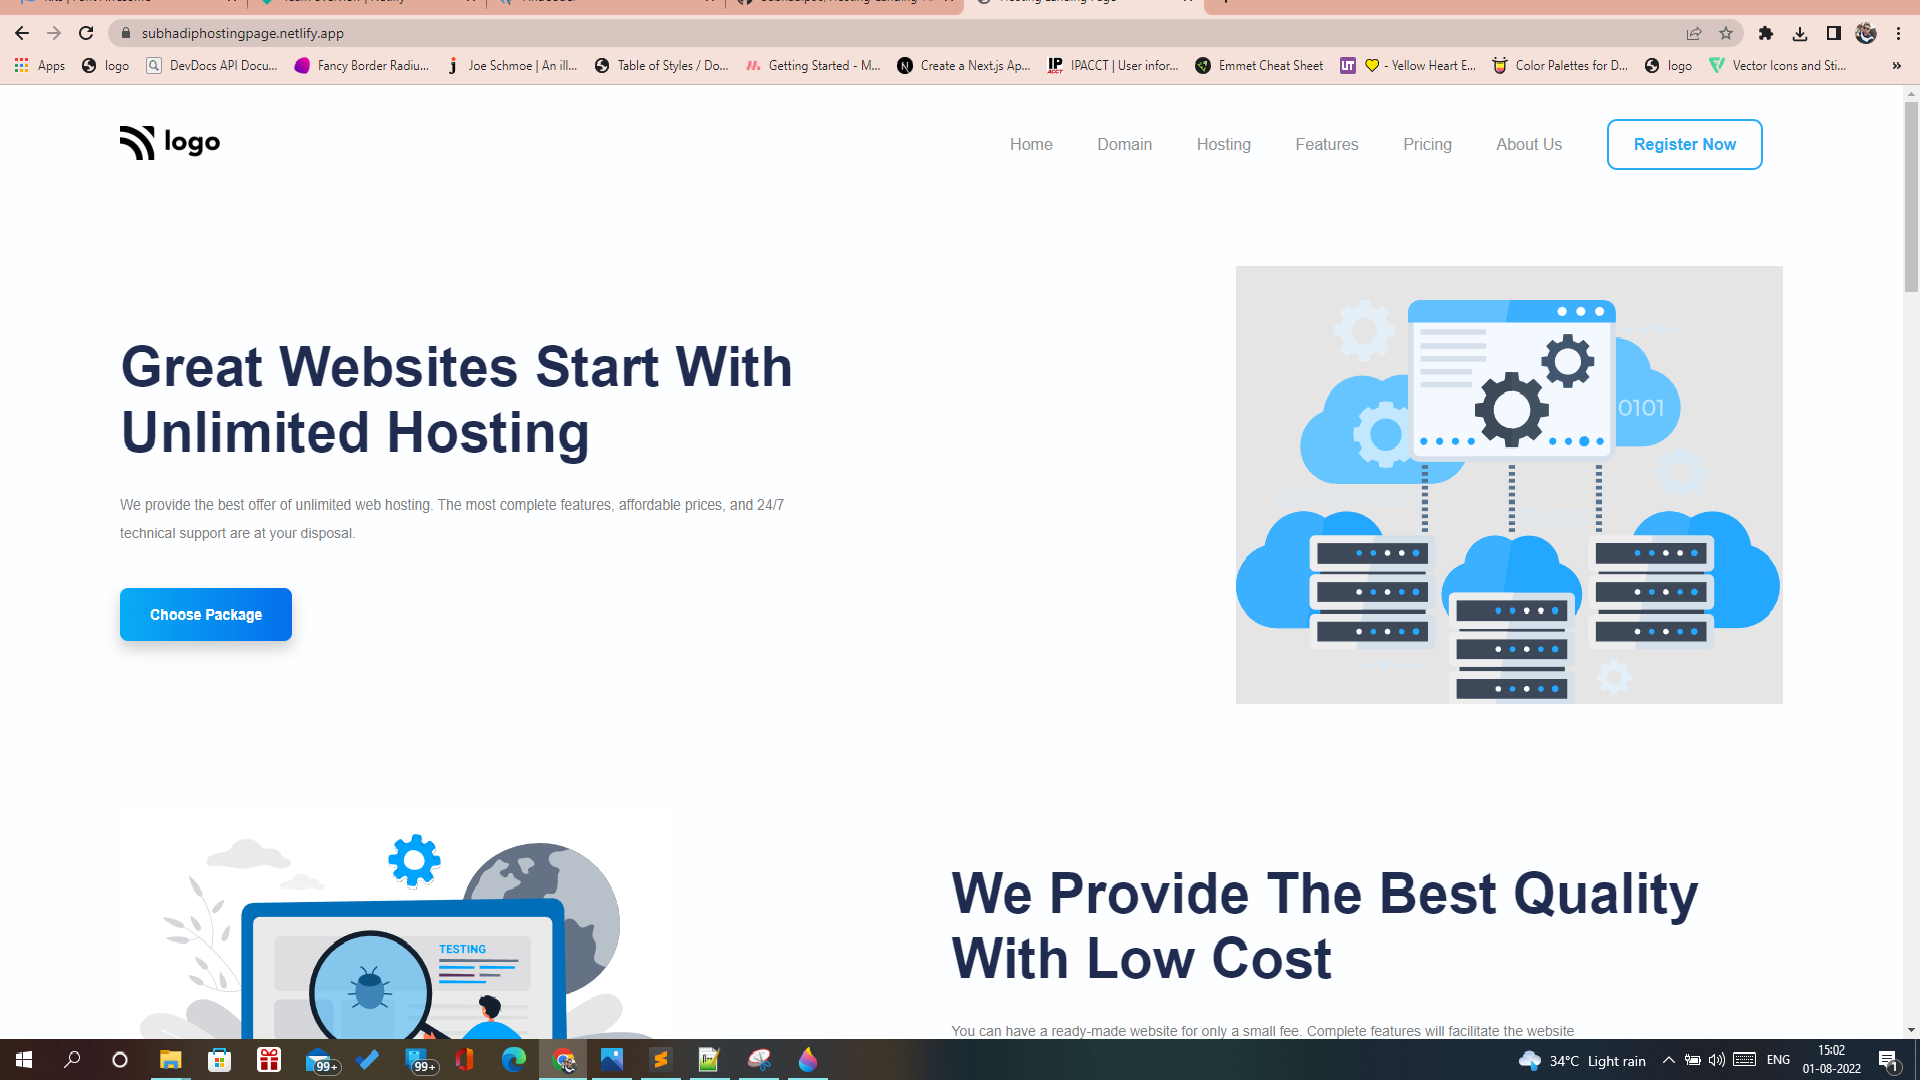 subhadiphostingpage.netlify.app
Apps
logo
DevDocs API Docu...
Fancy Border Radiu...
Joe Schmoe | An ill...
Table of Styles / Do...
Getting Started - M...
Create a Next.js Ap...
IPACCT | User infor...
Emmet Cheat Sheet
- Yellow Heart E...
Color Palettes for D...
logo
Vector Icons and Sti...
»
logo
Home
Domain
Hosting
Features
Pricing
About Us
Register Now
Great Websites Start With
Unlimited Hosting
We provide the best offer of unlimited web hosting. The most complete features, affordable prices, and 24/7
technical support are at your disposal.
Choose Package
0101
TESTING
We Provide The Best Quality
With Low Cost
You can have a ready-made website for only a small fee. Complete features will facilitate the website
99+
99+
34°C Light rain
ENG
15:02
01-08-2022
1